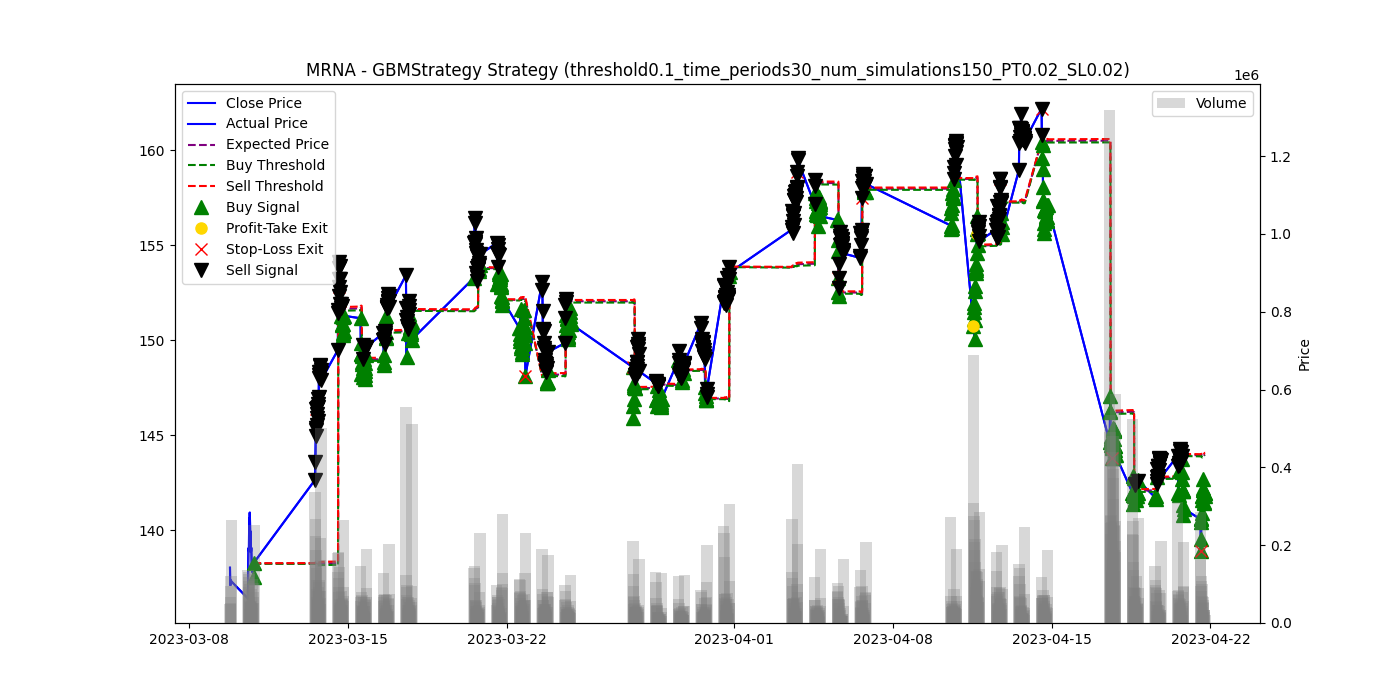 MRNA - GBMStrategy Strategy (threshold0.1_time_periods30_num_simulations150_PT0.02_SL0.02)
1e6
Close Price
Actual Price
Expected Price
Buy Threshold
Sell Threshold
Buy Signal
Profit-Take Exit
Stop-Loss Exit
Sell Signal
Volume
160
155
150
145
140
1.2
1.0
0.8
0.6
0.4
0.2
0.0
Price
2023-03-08
2023-03-15
2023-03-22
2023-04-01
2023-04-08
2023-04-15
2023-04-22